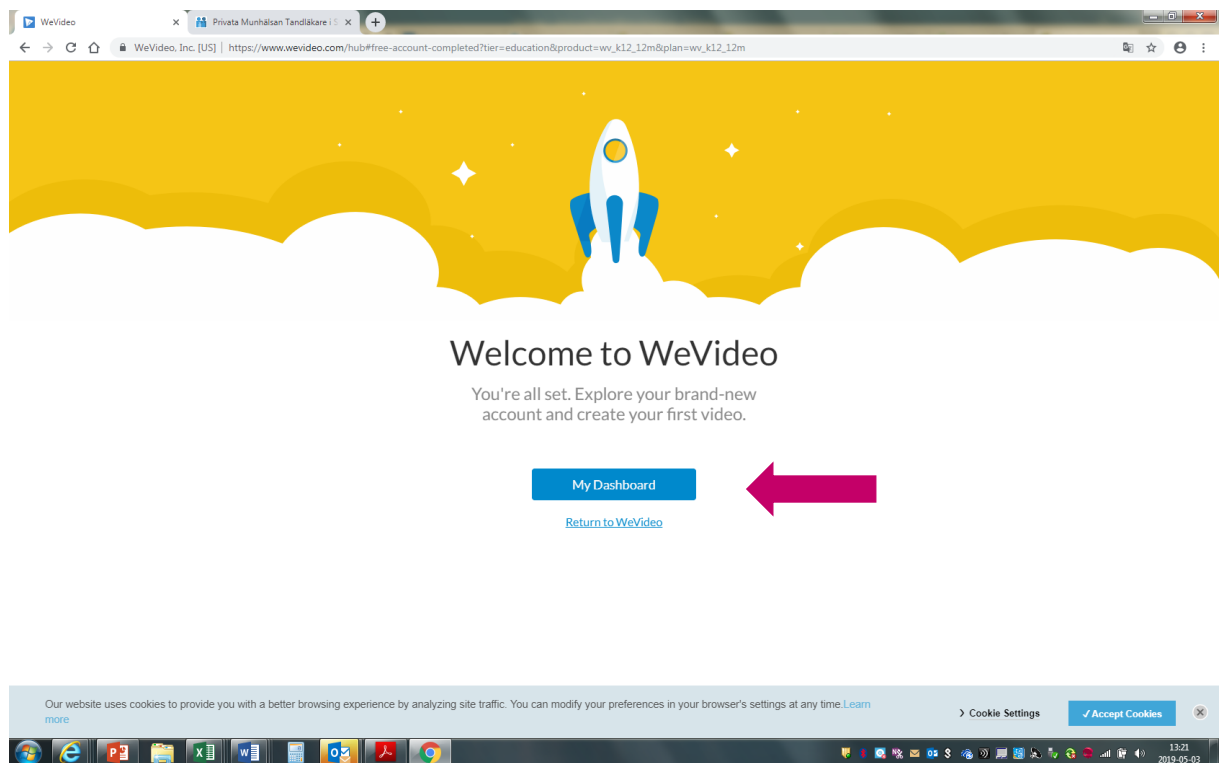 WeVideo
Privata Munhälsan Tandläkare i S
WeVideo, Inc. [US] | https://www.wevideo.com/hub#free-account-completed?tier=education&product=wv_k12_12m&plan=wv_k12_12m
Welcome to WeVideo
You're all set. Explore your brand-new
account and create your first video.
My Dashboard
Return to WeVideo
Our website uses cookies to provide you with a better browsing experience by analyzing site traffic. You can modify your preferences in your browser's settings at any time.Learn
more
> Cookie Settings
✓Accept Cookies
13:21
2019-05-03